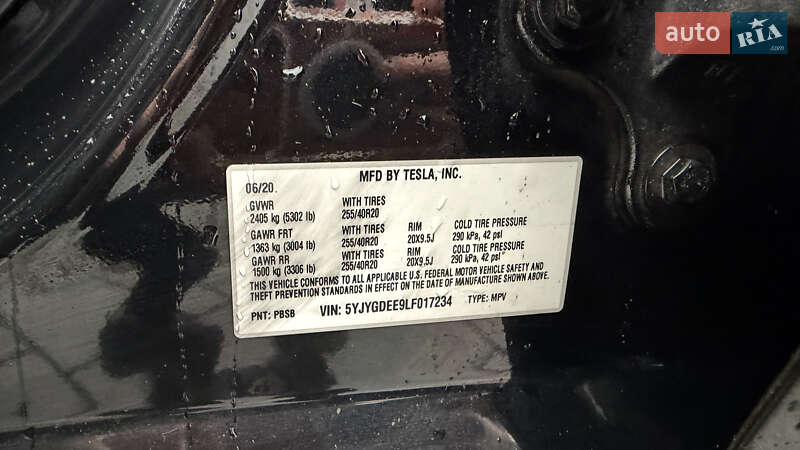 auto RIA.com
MFD BY TESLA, INC.
06/20
GVWR WITH TIRES
2405 kg (5302 lb) 255/40R20
GAWR FRT WITH TIRES RIM COLD TIRE PRESSURE
1363 kg (3004 lb) 255/40R20 20X9.5J 290 kPa, 42 psi
GAWR RR WITH TIRES RIM COLD TIRE PRESSURE
1500 kg (3306 lb) 255/40R20 20X9.5J 290 kPa, 42 psi
THIS VEHICLE CONFORMS TO ALL APPLICABLE U.S. FEDERAL MOTOR VEHICLE SAFETY AND
THEFT PREVENTION STANDARDS IN EFFECT ON THE DATE OF MANUFACTURE SHOWN ABOVE.
PNT: PBSB VIN: 5YJYGDEE9LF017234 TYPE: MPV